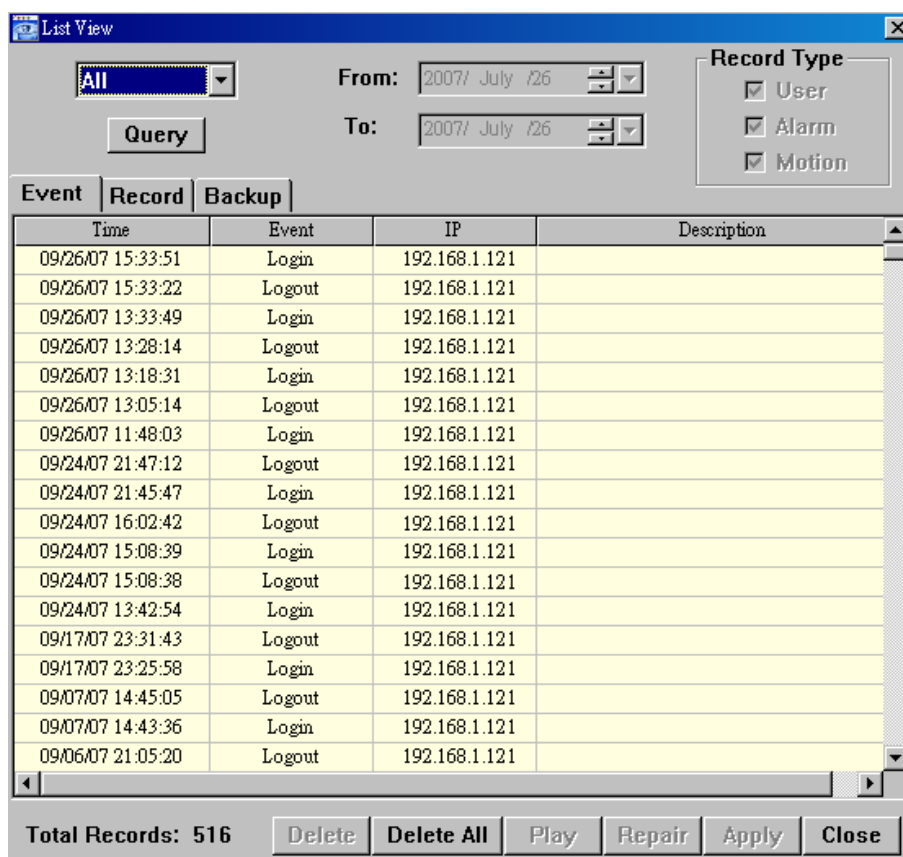 List View
All
From: 2007/ July /26
Record Type
User
Query
To: 2007/ July /26
Alarm
Motion
Event Record Backup
Time Event IP Description
09/26/07 15:33:51 Login 192.168.1.121
09/26/07 15:33:22 Logout 192.168.1.121
09/26/07 13:33:49 Login 192.168.1.121
09/26/07 13:28:14 Logout 192.168.1.121
09/26/07 13:18:31 Login 192.168.1.121
09/26/07 13:05:14 Logout 192.168.1.121
09/26/07 11:48:03 Login 192.168.1.121
09/24/07 21:47:12 Logout 192.168.1.121
09/24/07 21:45:47 Login 192.168.1.121
09/24/07 16:02:42 Logout 192.168.1.121
09/24/07 15:08:39 Login 192.168.1.121
09/24/07 15:08:38 Logout 192.168.1.121
09/24/07 13:42:54 Login 192.168.1.121
09/17/07 23:31:43 Logout 192.168.1.121
09/17/07 23:25:58 Login 192.168.1.121
09/07/07 14:45:05 Logout 192.168.1.121
09/07/07 14:43:36 Login 192.168.1.121
09/06/07 21:05:20 Logout 192.168.1.121
Total Records: 516 Delete Delete All Play Repair Apply Close